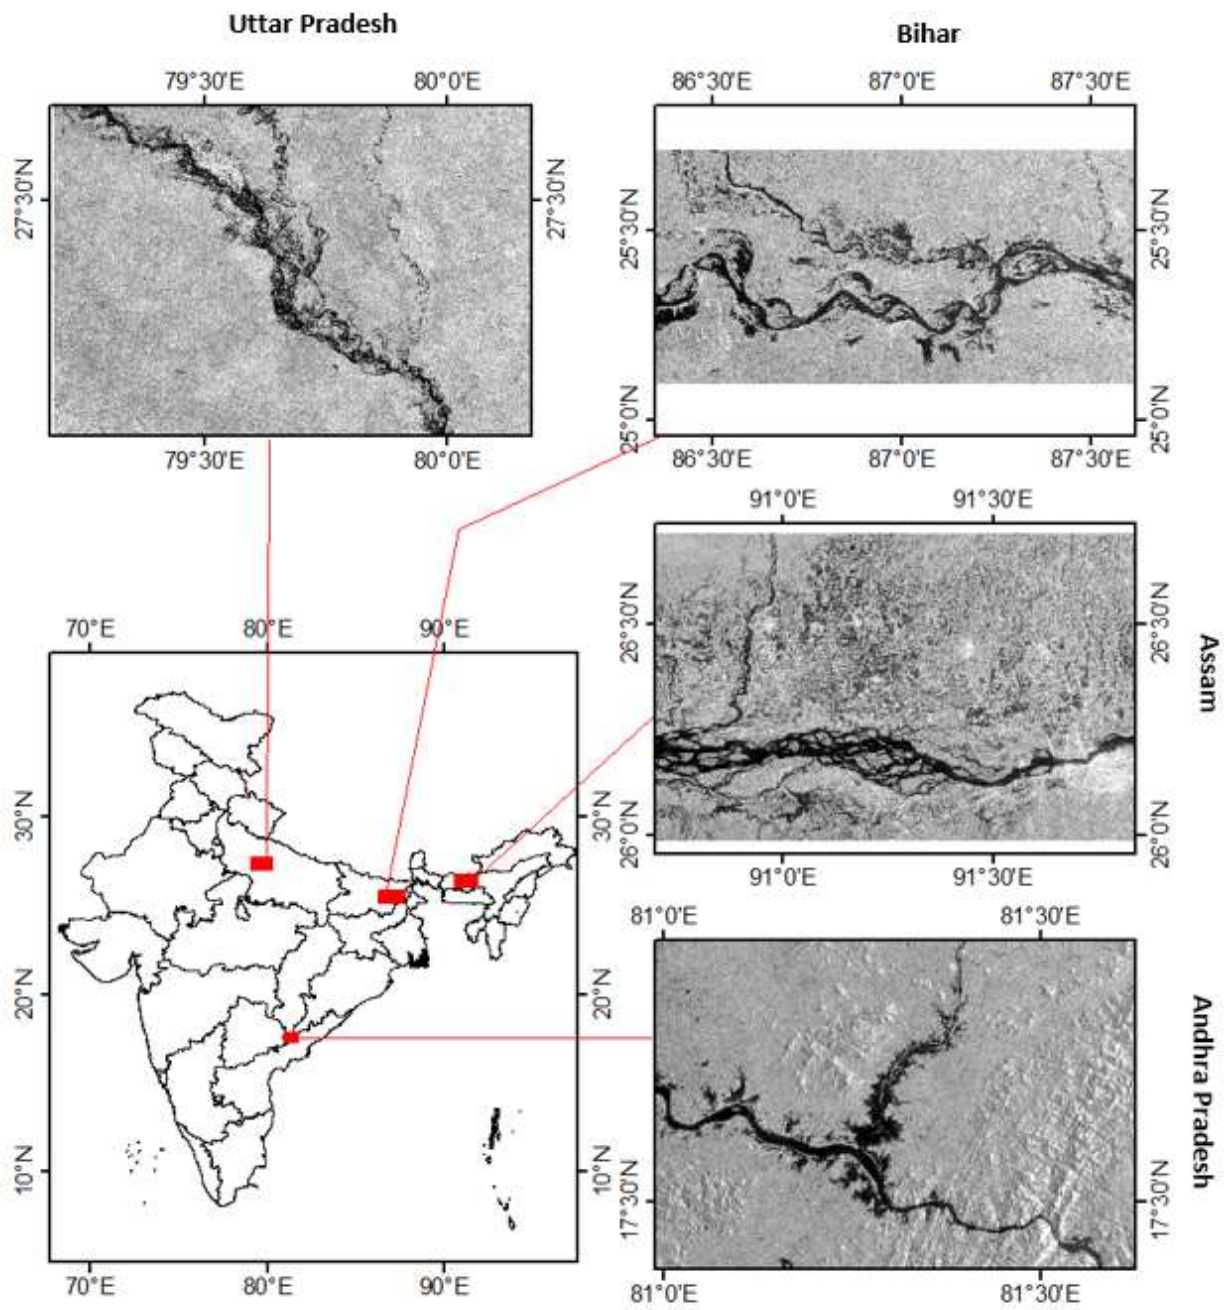 Uttar Pradesh
Bihar
79°30'E 80°0'E
86°30'E 87°0'E 87°30'E
27°30'N
27°30'N
25°30'N
25°30'N
25°0'N
25°0'N
79°30'E 80°0'E
86°30'E 87°0'E 87°30'E
91°0'E 91°30'E
26°30'N
26°30'N
Assam
26°0'N
26°0'N
91°0'E 91°30'E
70°E 80°E 90°E
30°N
30°N
20°N
20°N
10°N
10°N
70°E 80°E 90°E
81°0'E 81°30'E
Andhra Pradesh
17°30'N
17°30'N
81°0'E 81°30'E